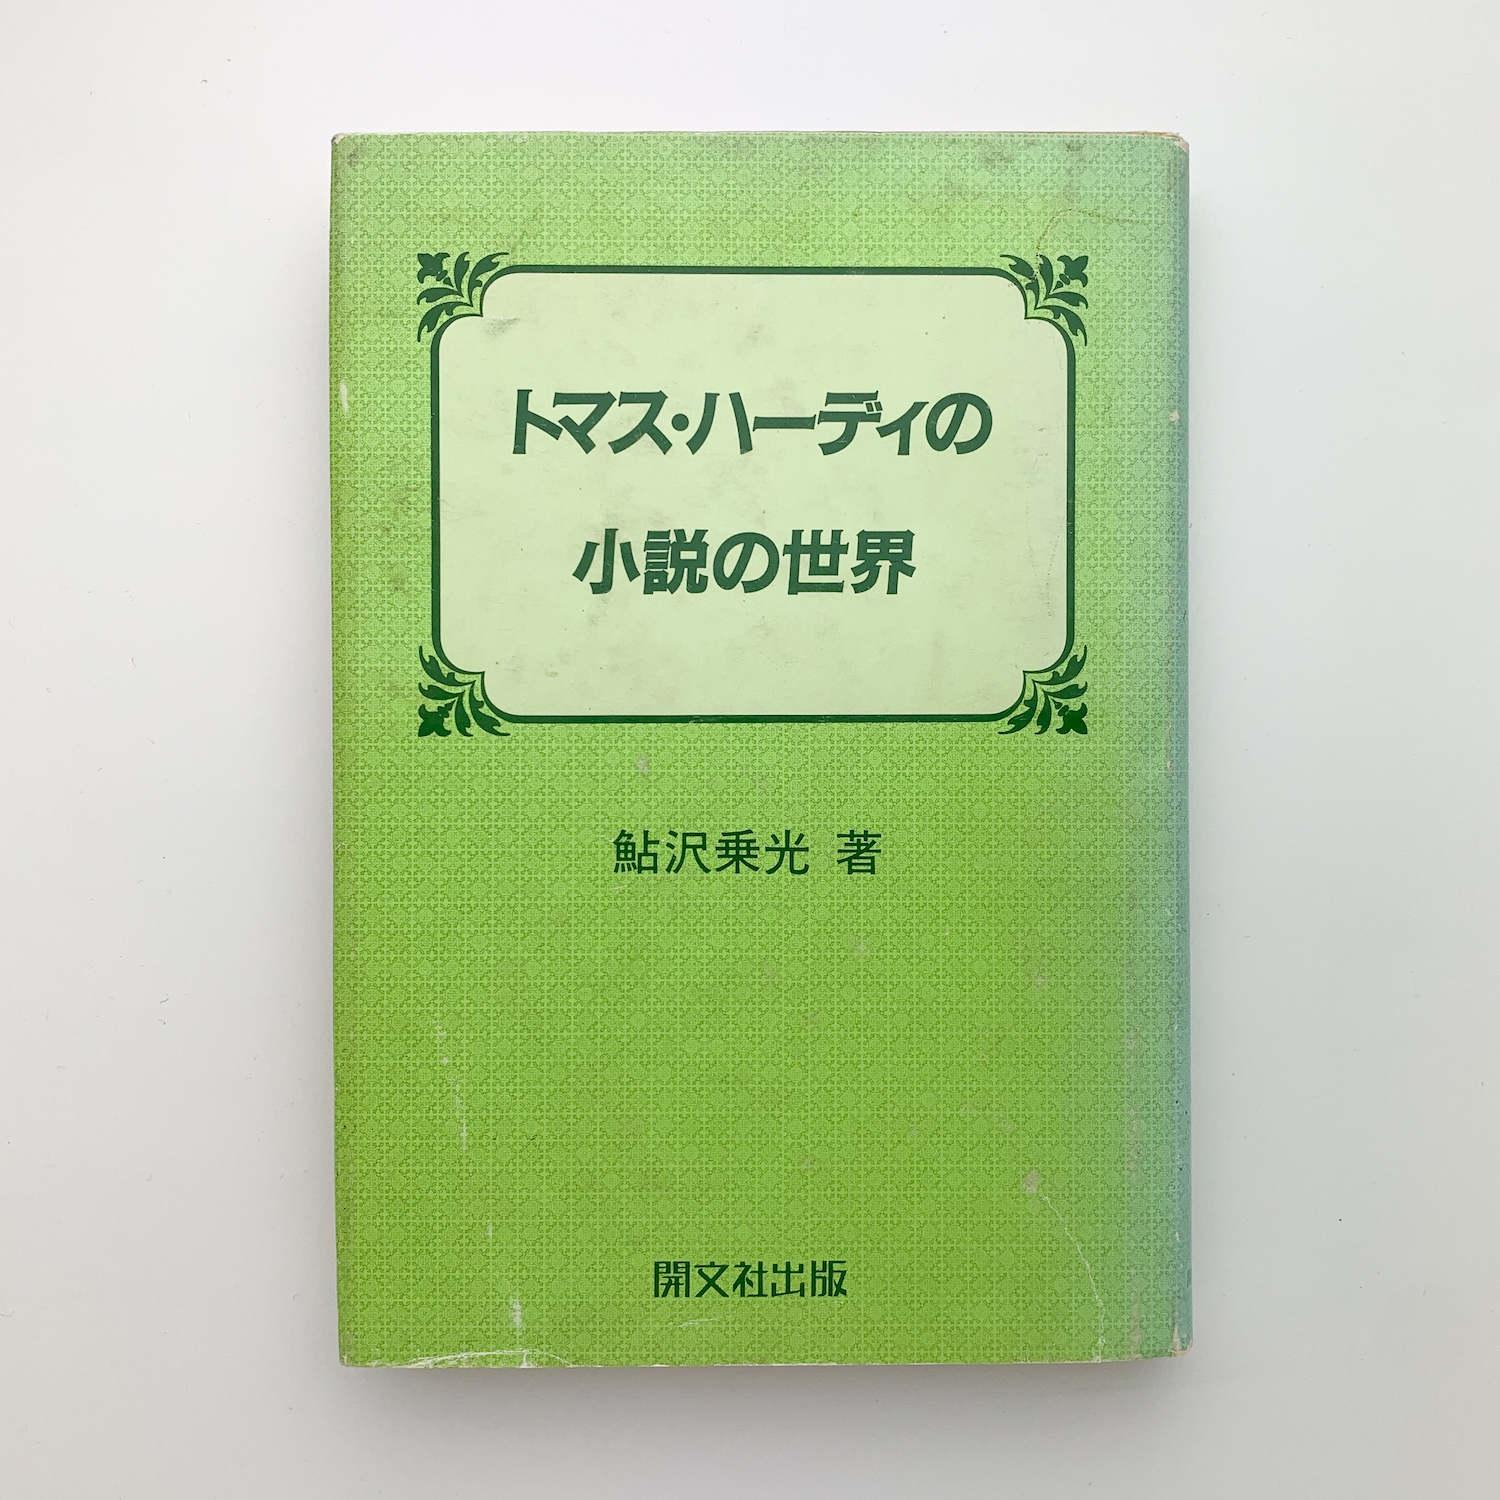 トマス・ハーディの
小説の世界
鮎沢乗光 著
開文社出版